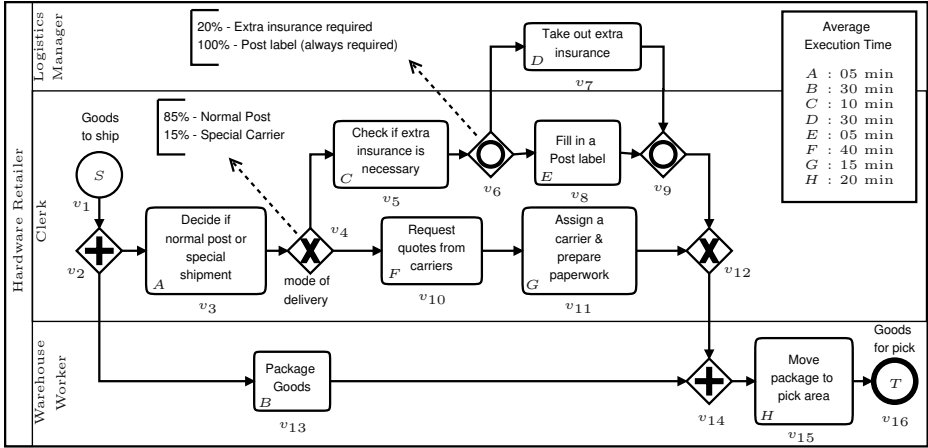 Hardware Retailer
Logistics
Manager
20% - Extra insurance required
100% - Post label (always required)
Take out extra
insurance
D
v7
Average
Execution Time
A : 05 min
B : 30 min
C : 10 min
D : 30 min
E : 05 min
F : 40 min
G : 15 min
H : 20 min
Clerk
Goods
to ship
S
v1
85% - Normal Post
15% - Special Carrier
Check if extra
insurance is
necessary
C
v5
v6
Fill in a
Post label
E
v8
v9
v2
Decide if
normal post or
special
shipment
A
v3
v4
mode of
delivery
Request
quotes from
carriers
F
v10
Assign a
carrier &
prepare
paperwork
G
v11
v12
Warehouse
Worker
Package
Goods
B
v13
v14
Move
package to
pick area
H
v15
Goods
for pick
T
v16